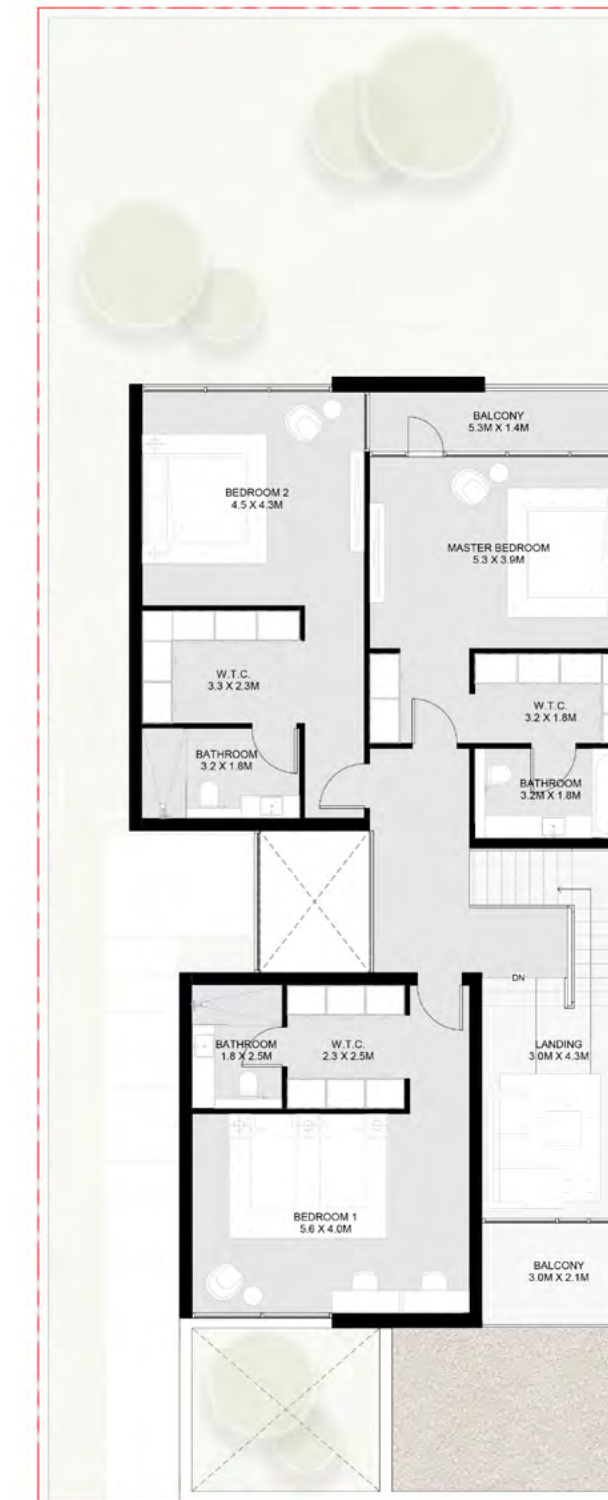 BALCONY
5.3M X 1.4M
BEDROOM 2
4.5 X 4.3M
MASTER BEDROOM
5.3 X 3.9M
W.T.C.
3.3 X 2.3M
W.T.C.
3.2 X 1.8M
BATHROOM
3.2 X 1.8M
BATHROOM
3.2M X 1.8M
DN
BATHROOM
1.8 X 2.5M
W.T.C.
2.3 X 2.5M
LANDING
3.0M X 4.3M
BEDROOM 1
5.6 X 4.0M
BALCONY
3.0M X 2.1M